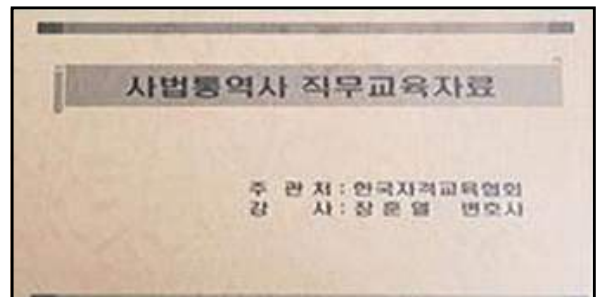 사법통역사 직무교육자료
주 관 처 : 한국자격교육협회
강 사 : 장 훈 열 변호사